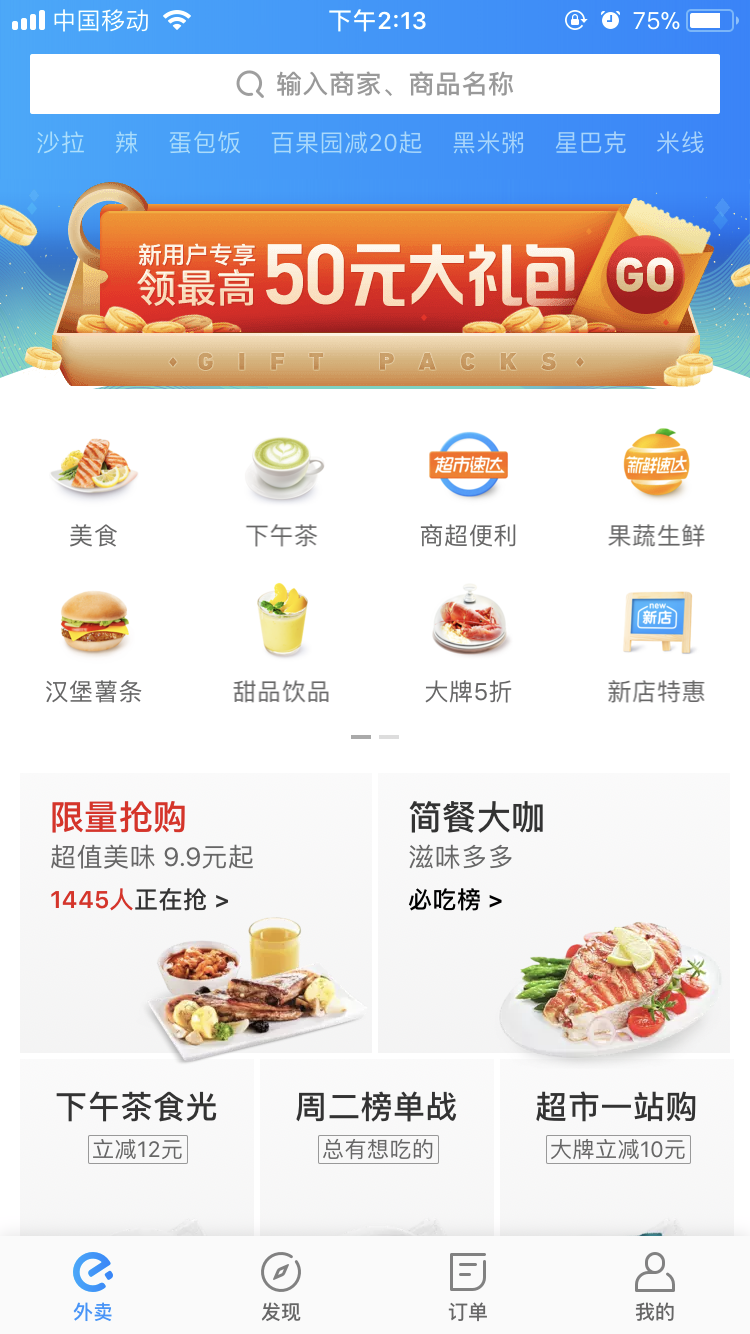 中国移动 下午2:13 75%
输入商家、商品名称
沙拉 辣 蛋包饭 百果园减20起 黑米粥 星巴克 米线
新用户专享
领最高50元大礼包 GO
GIFT PACKS
超市速达 新鲜速达
美食 下午茶 商超便利 果蔬生鲜
new
新店
汉堡薯条 甜品饮品 大牌5折 新店特惠
限量抢购 简餐大咖
超值美味 9.9元起 滋味多多
1445人正在抢 > 必吃榜 >
下午茶食光 周二榜单战 超市一站购
立减12元 总有想吃的 大牌立减10元
外卖 发现 订单 我的